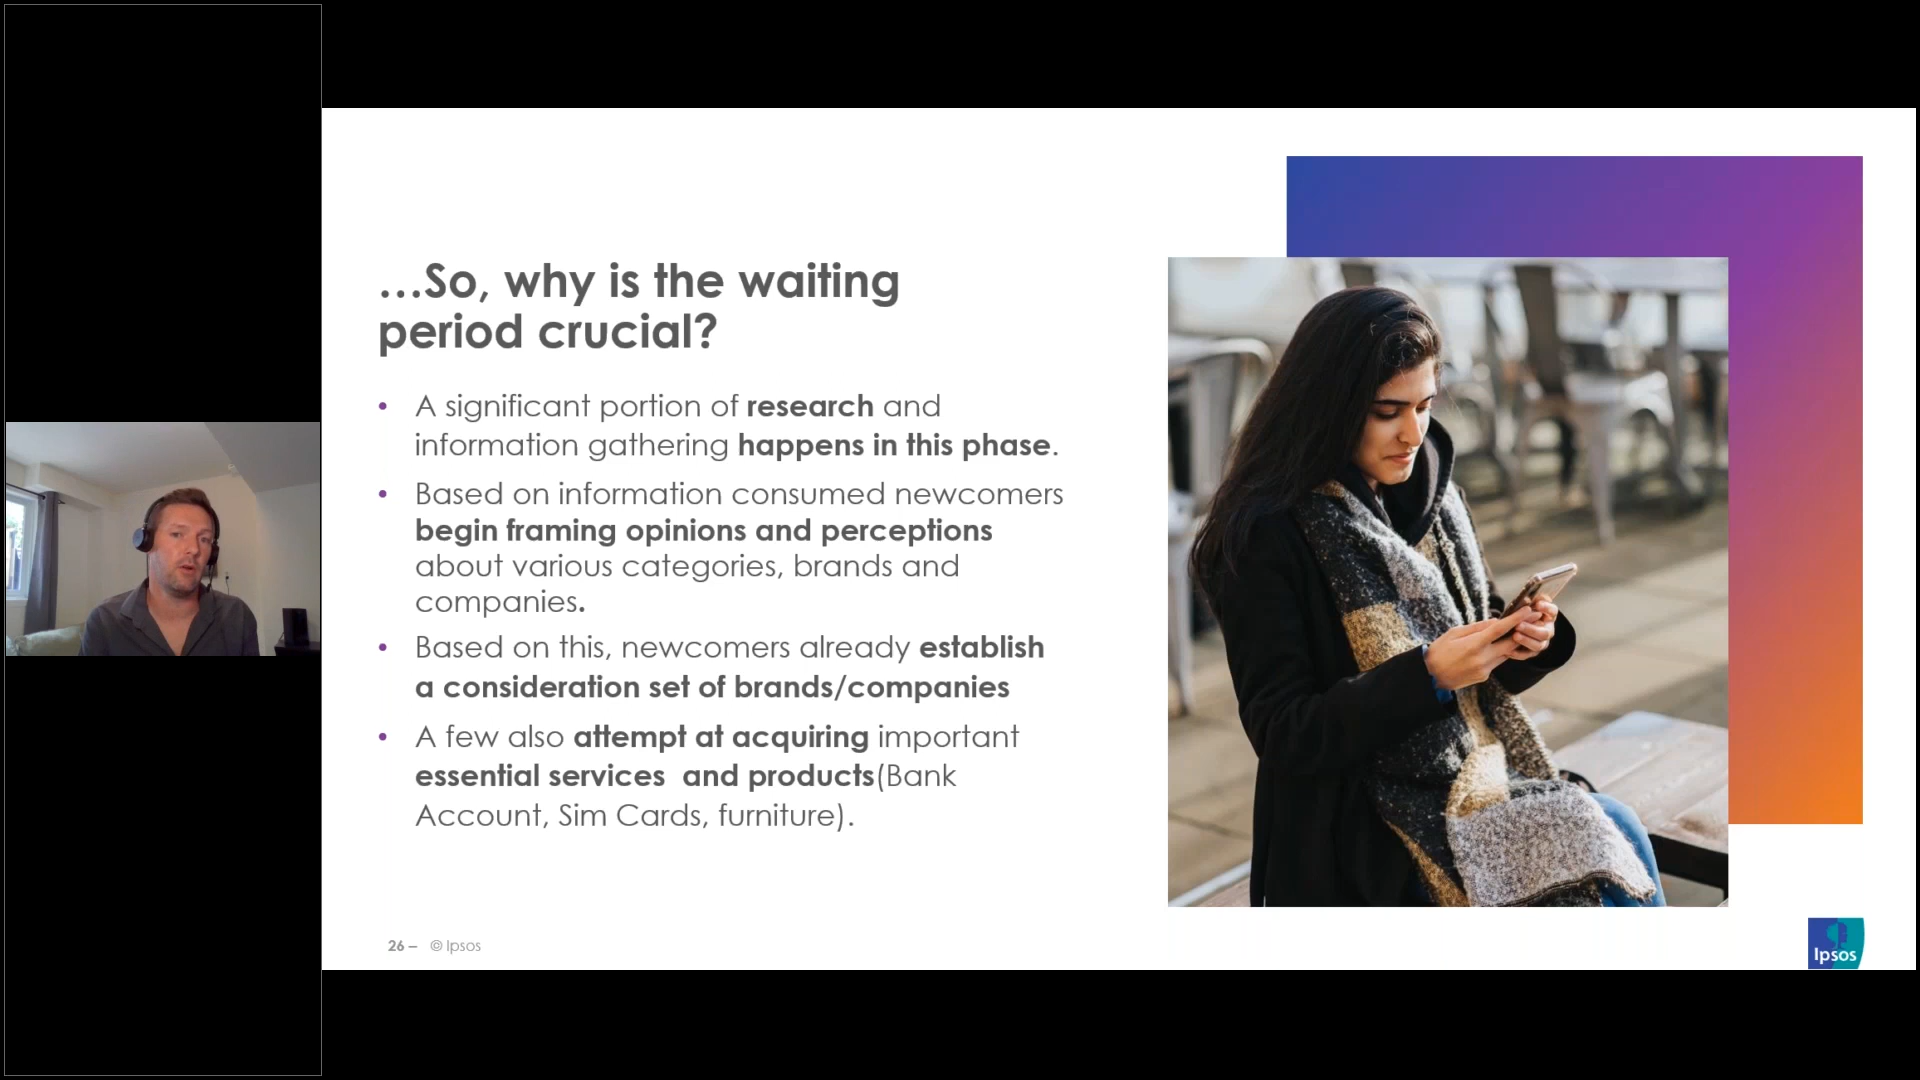 ...So, why is the waiting
period crucial?
• A significant portion of research and
information gathering happens in this phase.
• Based on information consumed newcomers
begin framing opinions and perceptions
about various categories, brands and
companies.
• Based on this, newcomers already establish
a consideration set of brands/companies
• A few also attempt at acquiring important
essential services  and products(Bank
Account, Sim Cards, furniture).
26 – © Ipsos
Ipsos